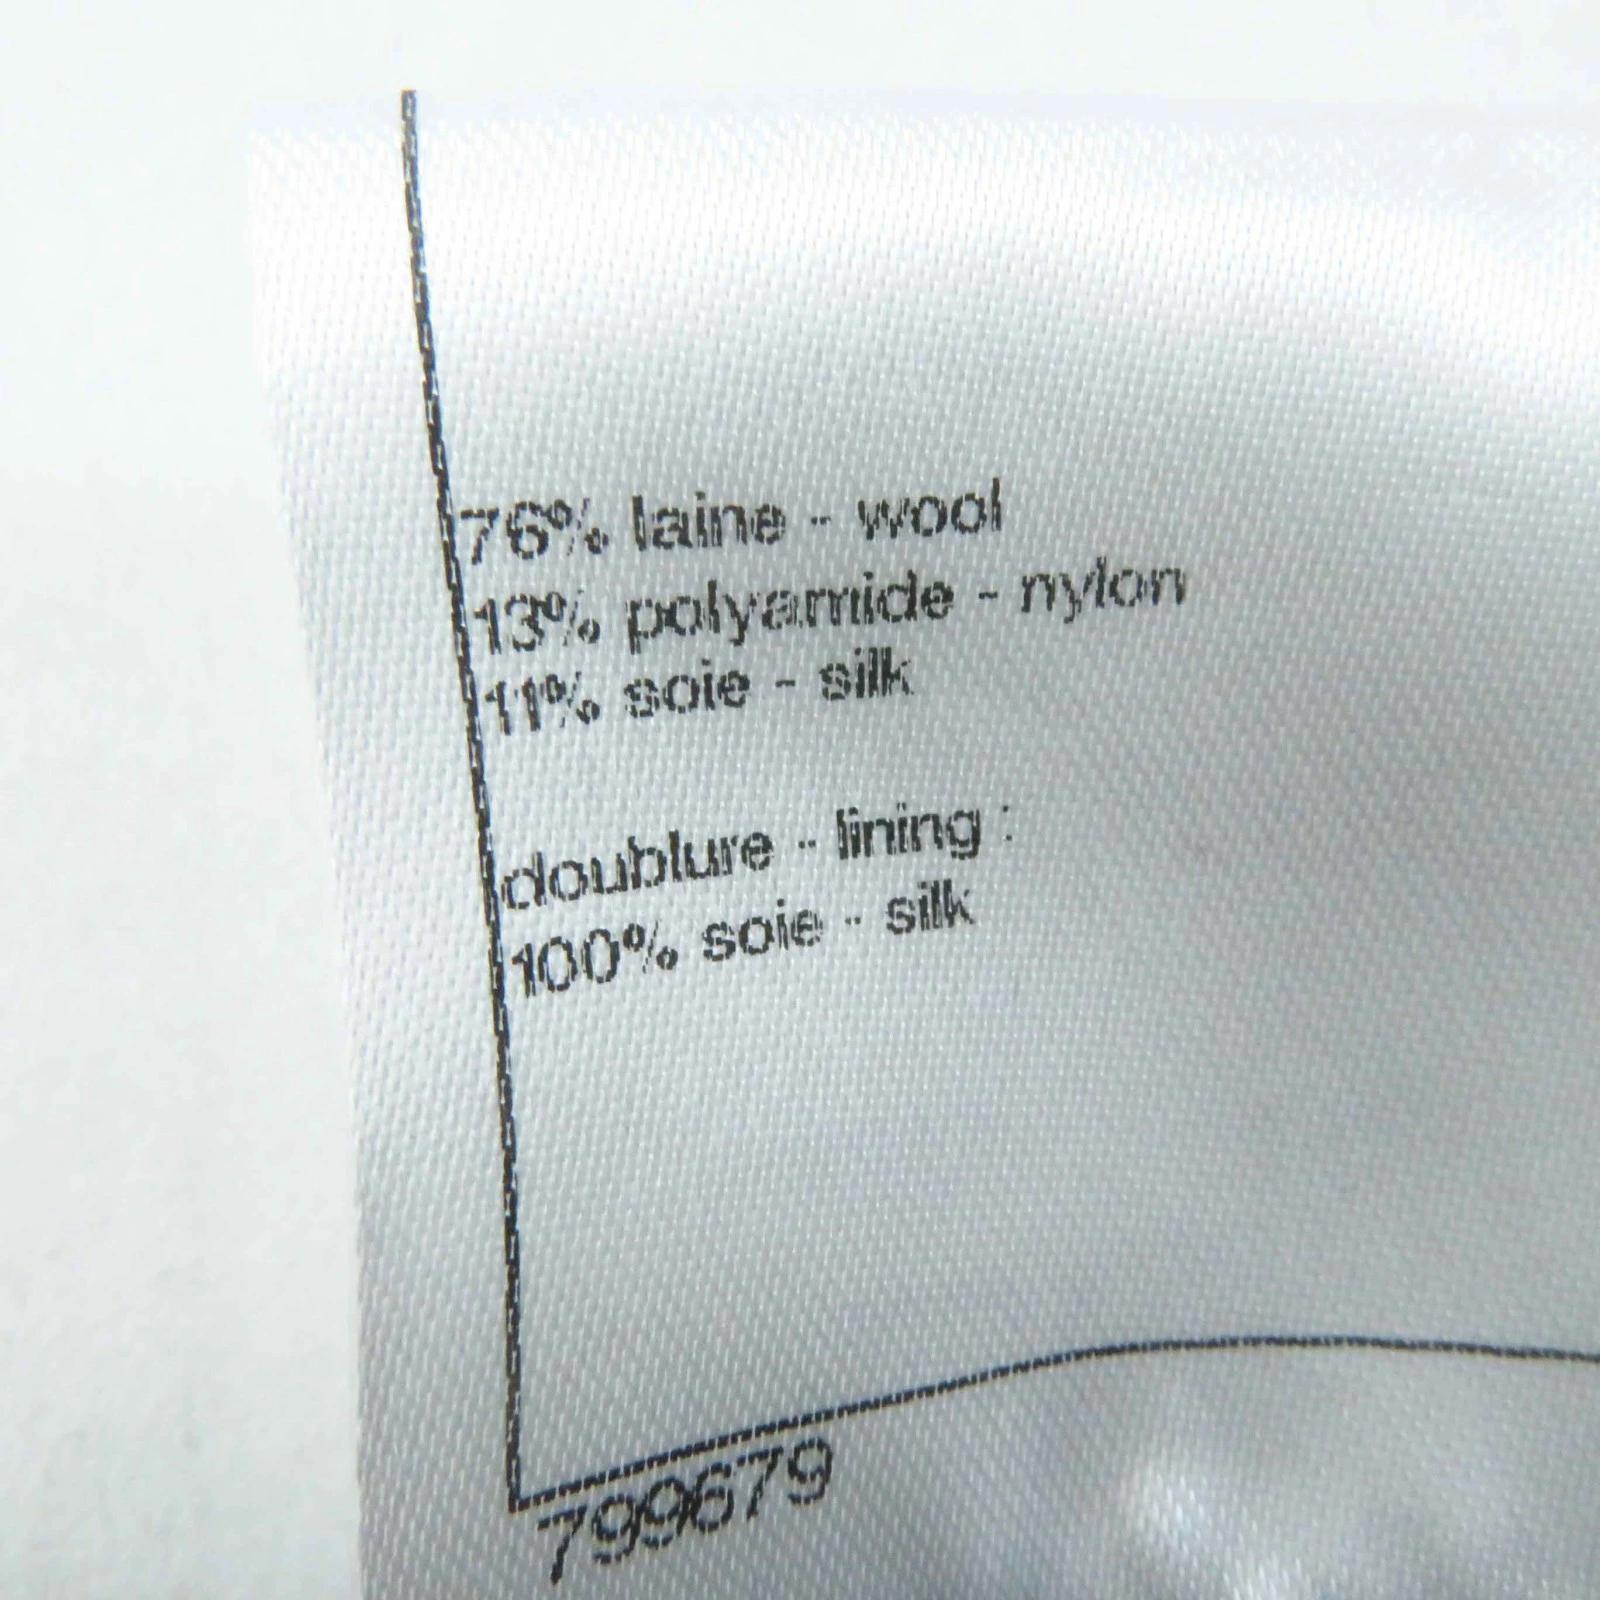 76% laine - wool
13% polyamide - nylon
11% soie - silk
doublure - lining :
100% soie - silk
799679